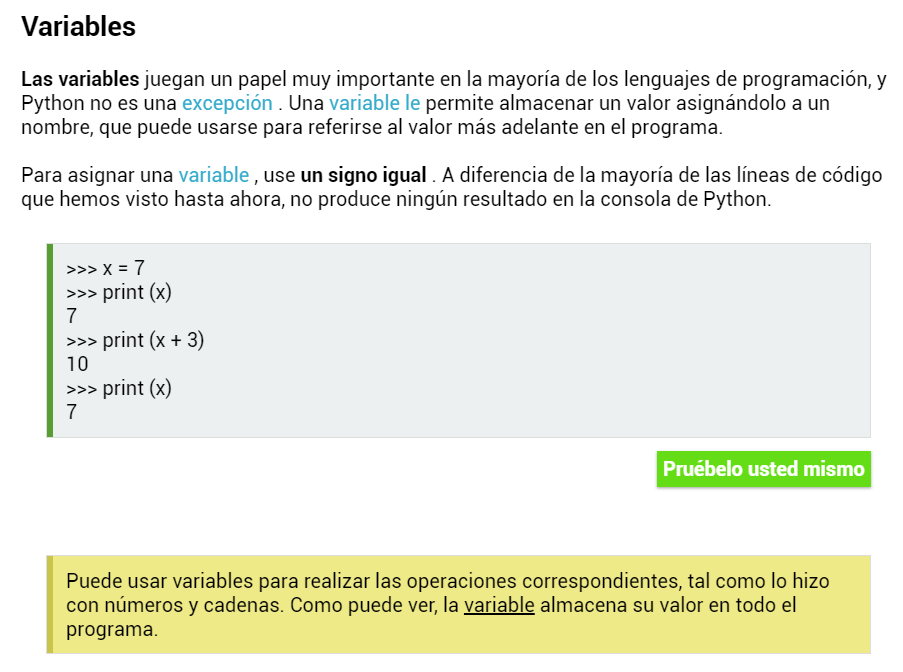 Variables
Las variables juegan un papel muy importante en la mayoría de los lenguajes de programación, y
Python no es una excepción . Una variable le permite almacenar un valor asignándolo a un
nombre, que puede usarse para referirse al valor más adelante en el programa.
Para asignar una variable , use un signo igual . A diferencia de la mayoría de las líneas de código
que hemos visto hasta ahora, no produce ningún resultado en la consola de Python.
>>> x = 7
>>> print (x)
7
>>> print (x + 3)
10
>>> print (x)
7
Pruébelo usted mismo
Puede usar variables para realizar las operaciones correspondientes, tal como lo hizo
con números y cadenas. Como puede ver, la variable almacena su valor en todo el
programa.